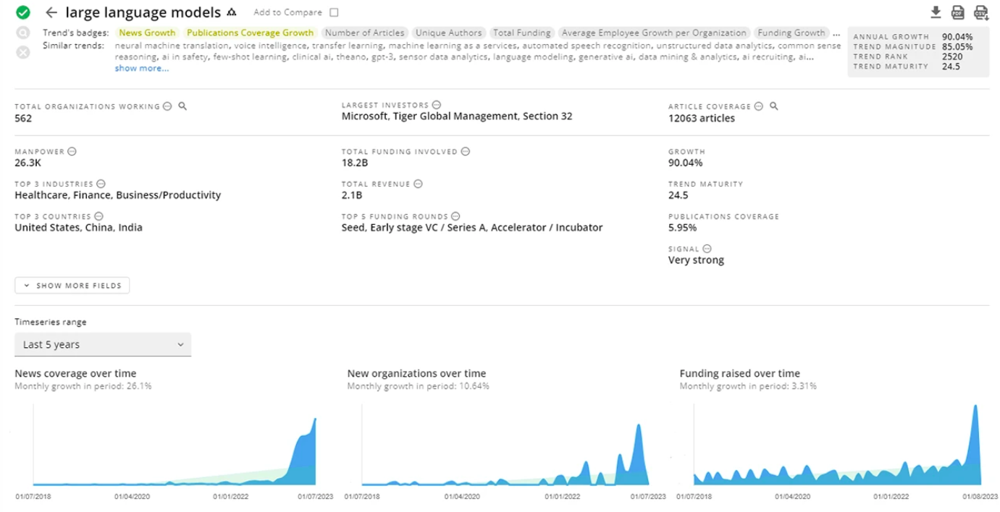 large language models Add to Compare
Trend's badges: News Growth Publications Coverage Growth Number of Articles Unique Authors Total Funding Average Employee Growth per Organization Funding Growth ...
Similar trends: neural machine translation, voice intelligence, transfer learning, machine learning as a services, automated speech recognition, unstructured data analytics, common sense
reasoning, ai in safety, few-shot learning, clinical ai, theano, gpt-3, sensor data analytics, language modeling, generative ai, data mining & analytics, ai recruiting, ai...
show more...
PDF
CSV
ANNUAL GROWTH 90.04%
TREND MAGNITUDE 85.05%
TREND RANK 2520
TREND MATURITY 24.5
TOTAL ORGANIZATIONS WORKING
562
LARGEST INVESTORS
Microsoft, Tiger Global Management, Section 32
ARTICLE COVERAGE
12063 articles
MANPOWER
26.3K
TOTAL FUNDING INVOLVED
18.2B
GROWTH
90.04%
TOP 3 INDUSTRIES
Healthcare, Finance, Business/Productivity
TOTAL REVENUE
2.1B
TREND MATURITY
24.5
TOP 3 COUNTRIES
United States, China, India
TOP 5 FUNDING ROUNDS
Seed, Early stage VC / Series A, Accelerator / Incubator
PUBLICATIONS COVERAGE
5.95%
SIGNAL
Very strong
SHOW MORE FIELDS
Timeseries range
Last 5 years
News coverage over time
Monthly growth in period: 26.1%
01/07/2018 01/04/2020 01/01/2022 01/07/2023
New organizations over time
Monthly growth in period: 10.64%
01/07/2018 01/04/2020 01/01/2022 01/07/2023
Funding raised over time
Monthly growth in period: 3.31%
01/07/2018 01/04/2020 01/01/2022 01/08/2023